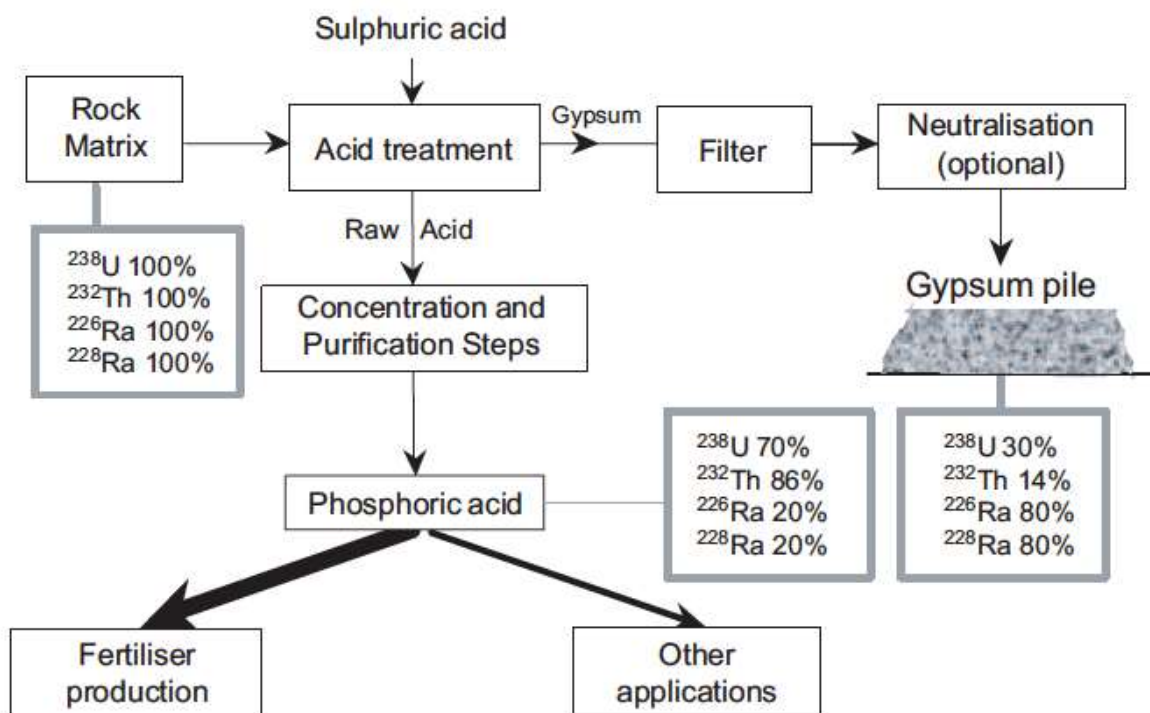 Sulphuric acid
Rock
Matrix
Acid treatment
Gypsum
Filter
Neutralisation
(optional)
²³⁸U 100%
²³²Th 100%
²²⁶Ra 100%
²²⁸Ra 100%
Raw Acid
Concentration and
Purification Steps
Gypsum pile
Phosphoric acid
²³⁸U 70%
²³²Th 86%
²²⁶Ra 20%
²²⁸Ra 20%
²³⁸U 30%
²³²Th 14%
²²⁶Ra 80%
²²⁸Ra 80%
Fertiliser
production
Other
applications